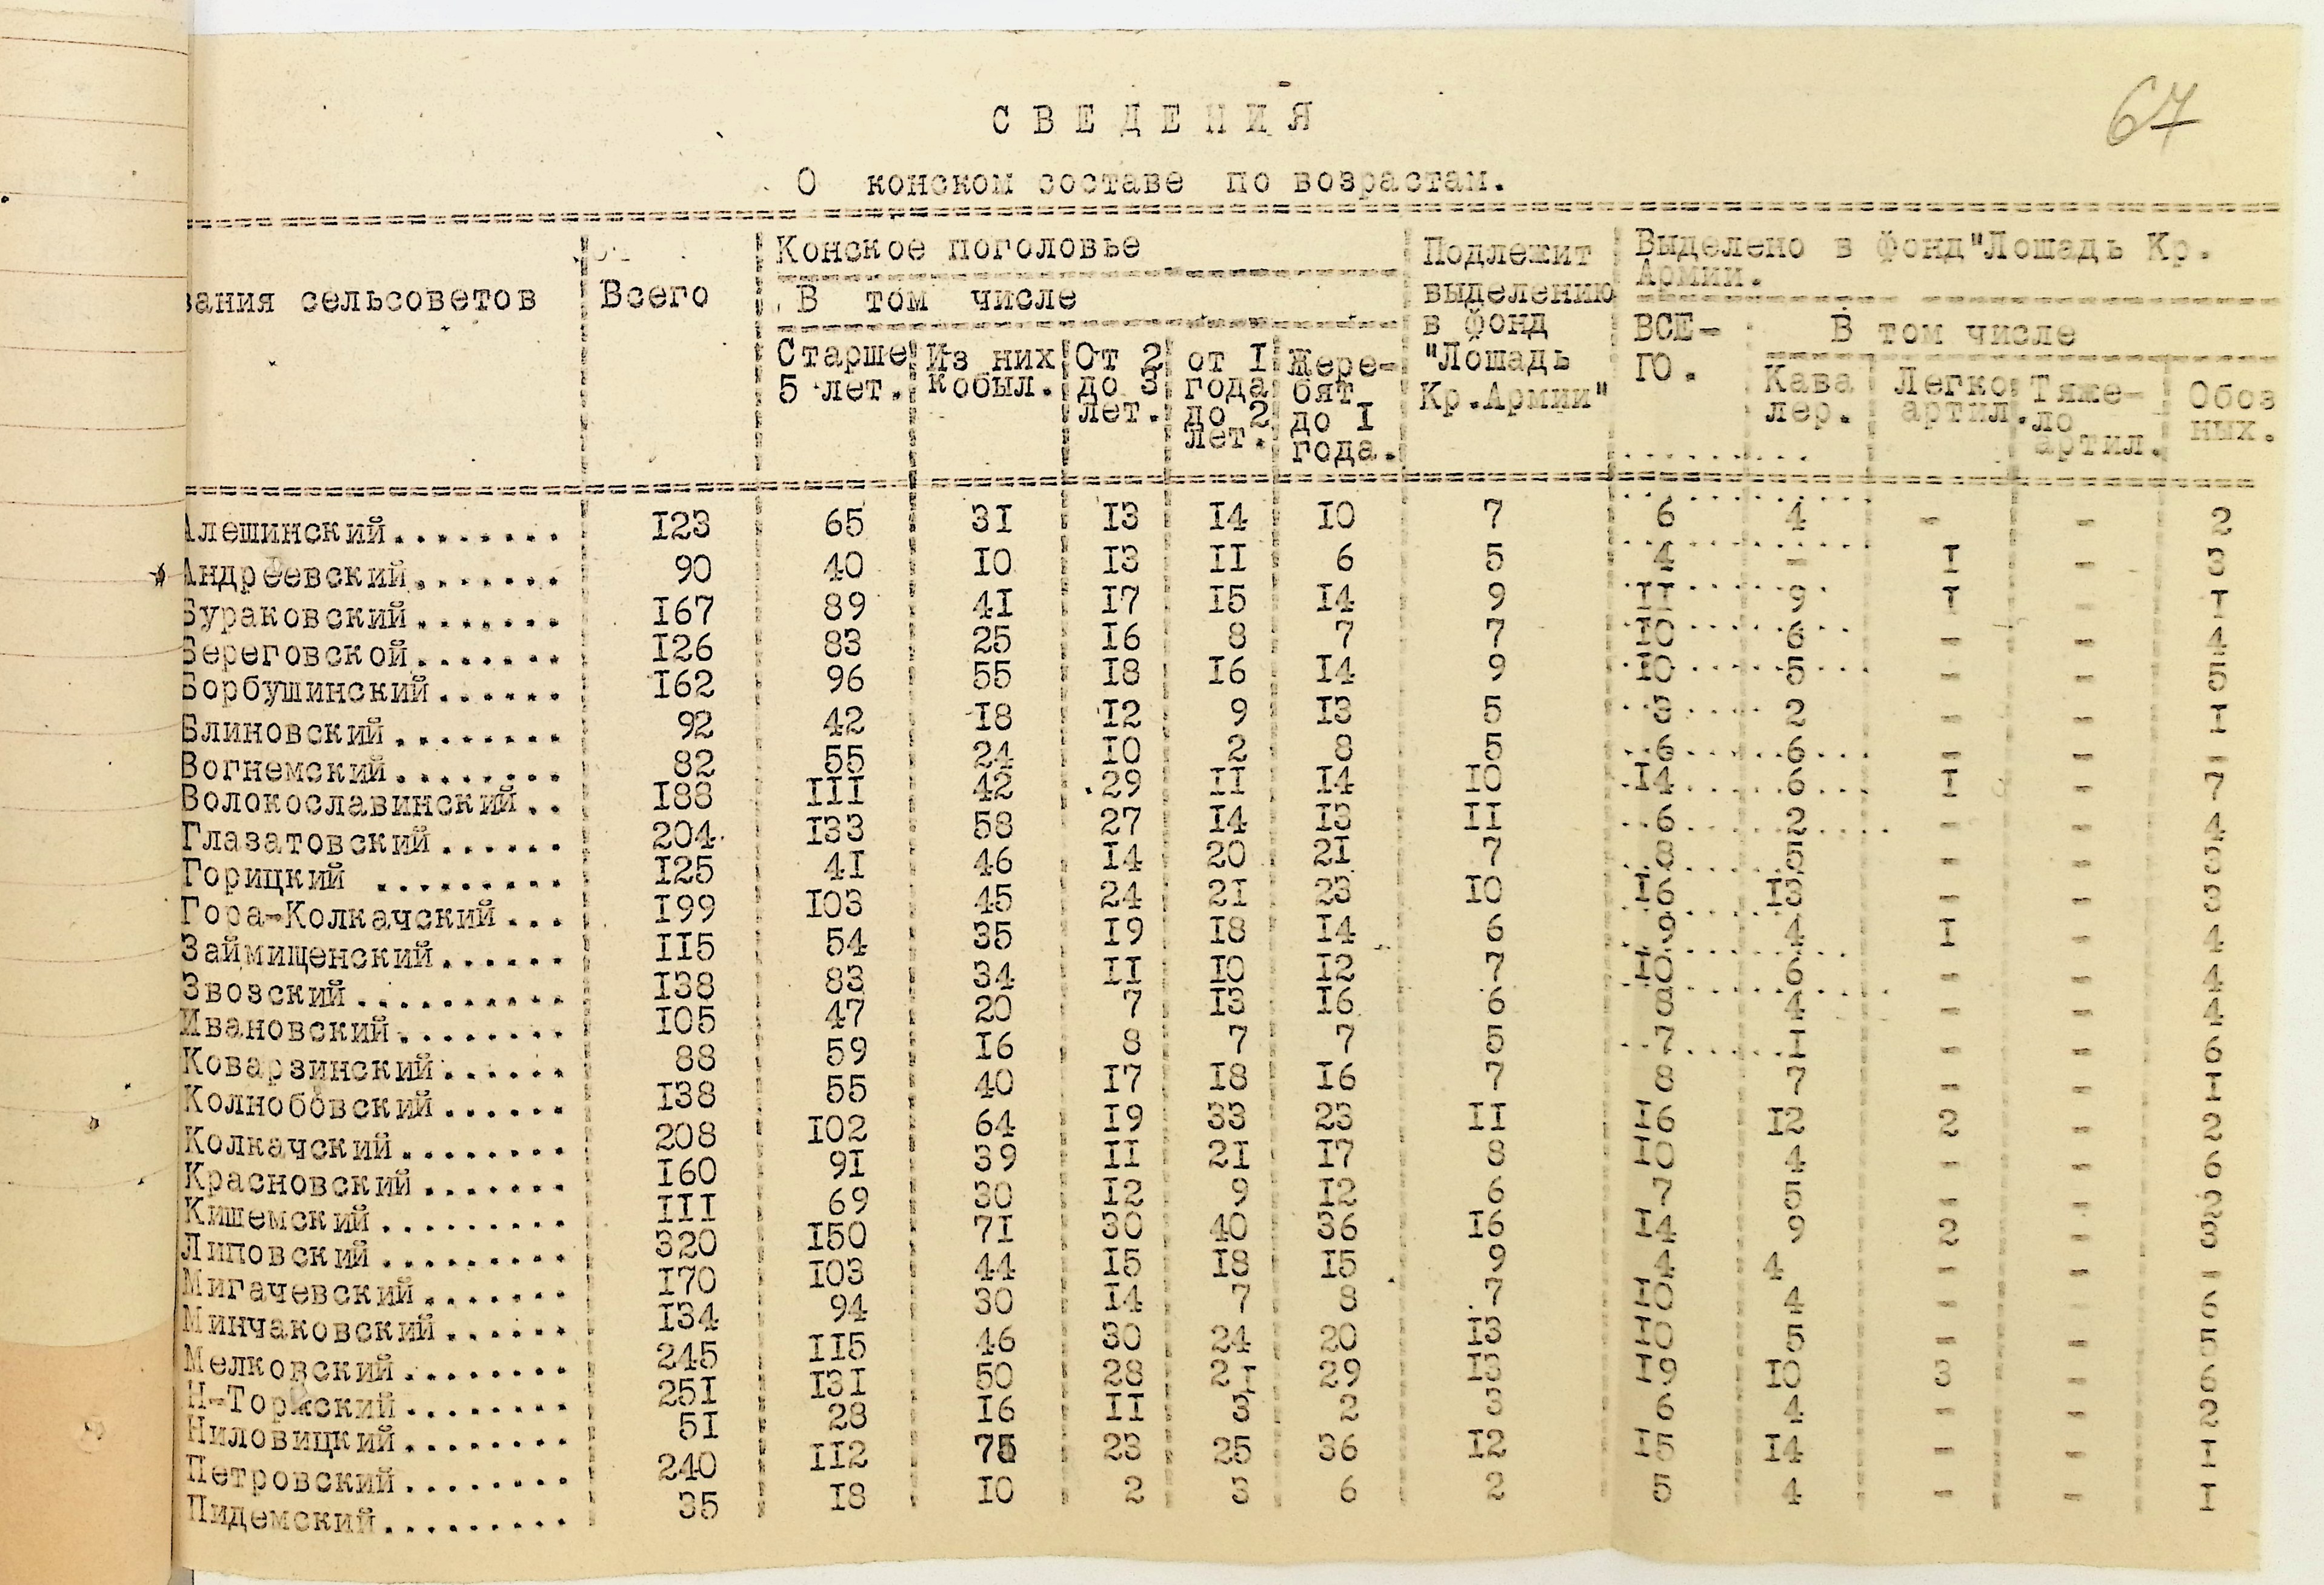 67
С В Е Д Е Н И Я
О конском составе по возрастам.
вания сельсоветов Всего Конское поголовье Подлежит выделению в фонд "Лошадь Кр.Армии" Выделено в фонд "Лошадь Кр. Армии.
В том числе ВСЕ-ГО. В том числе
Старше 5 лет. Из них кобыл. От 2 до 3 лет. от I года до 2 лет. Жере-бят до I года. Кава лер. Легко артил. Тяже-ло артил. Обоз ных.
Алешинский........ I23 65 3I I3 I4 I0 7 6 4 - - 2
Андреевский....... 90 40 I0 I3 II 6 5 4 - I - 3
Бураковский....... I67 89 4I I7 I5 I4 9 II 9 I - I
Береговской....... I26 83 25 I6 8 7 7 I0 6 - - 4
Борбушинский...... I62 96 55 I8 I6 I4 9 I0 5 - - 5
Блиновский........ 92 42 I8 I2 9 I3 5 3 2 - - I
Вогнемский........ 82 55 24 I0 2 8 5 6 6 - - -
Волокославинский.. I88 III 42 29 II I4 I0 I4 6 I - 7
Глазатовский...... 204 I33 58 27 I4 I3 II 6 2 - - 4
Горицкий ......... I25 4I 46 I4 20 2I 7 8 5 - - 3
Гора-Колкачский... I99 I03 45 24 2I 23 I0 I6 I3 - - 3
Займищенский...... II5 54 35 I9 I8 I4 6 9 4 I - 4
Звозский.......... I38 83 34 II I0 I2 7 I0 6 - - 4
Ивановский........ I05 47 20 7 I3 I6 6 8 4 - - 4
Коварзинский...... 88 59 I6 8 7 7 5 7 I - - 6
Колнобовский...... I38 55 40 I7 I8 I6 7 8 7 - - I
Колкачский........ 208 I02 64 I9 33 23 II I6 I2 2 - 2
Красновский....... I60 9I 39 II 2I I7 8 I0 4 - - 6
Кишемский......... III 69 30 I2 9 I2 6 7 5 - - 2
Липовский......... 320 I50 7I 30 40 36 I6 I4 9 2 - 3
Мигачевский....... I70 I03 44 I5 I8 I5 9 4 4 - - -
Минчаковский...... I34 94 30 I4 7 8 7 I0 4 - - 6
Мелковский........ 245 II5 46 30 24 20 I3 I0 5 - - 5
Н-Торжский........ 25I I3I 50 28 2I 29 I3 I9 I0 3 - 6
Ниловицкий........ 5I 28 I6 II 3 2 3 6 4 - - 2
Петровский........ 240 II2 23 25 36 I2 I5 I4 - - I
Пидемский......... 35 I8 I0 2 3 6 2 5 4 - - I